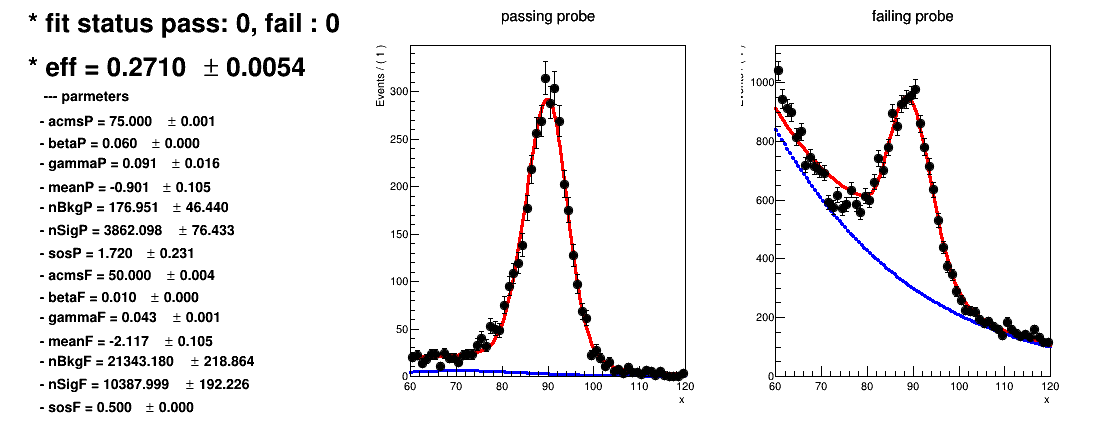 * fit status pass: 0, fail : 0
* eff = 0.2710 ± 0.0054
--- parmeters
- acmsP = 75.000 ± 0.001
- betaP = 0.060 ± 0.000
- gammaP = 0.091 ± 0.016
- meanP = -0.901 ± 0.105
- nBkgP = 176.951 ± 46.440
- nSigP = 3862.098 ± 76.433
- sosP = 1.720 ± 0.231
- acmsF = 50.000 ± 0.004
- betaF = 0.010 ± 0.000
- gammaF = 0.043 ± 0.001
- meanF = -2.117 ± 0.105
- nBkgF = 21343.180 ± 218.864
- nSigF = 10387.999 ± 192.226
- sosF = 0.500 ± 0.000
passing probe
Events / ( 1 )
300
250
200
150
100
50
0
60 70 80 90 100 110 120
x
failing probe
Events / ( 1 )
1000
800
600
400
200
0
60 70 80 90 100 110 120
x